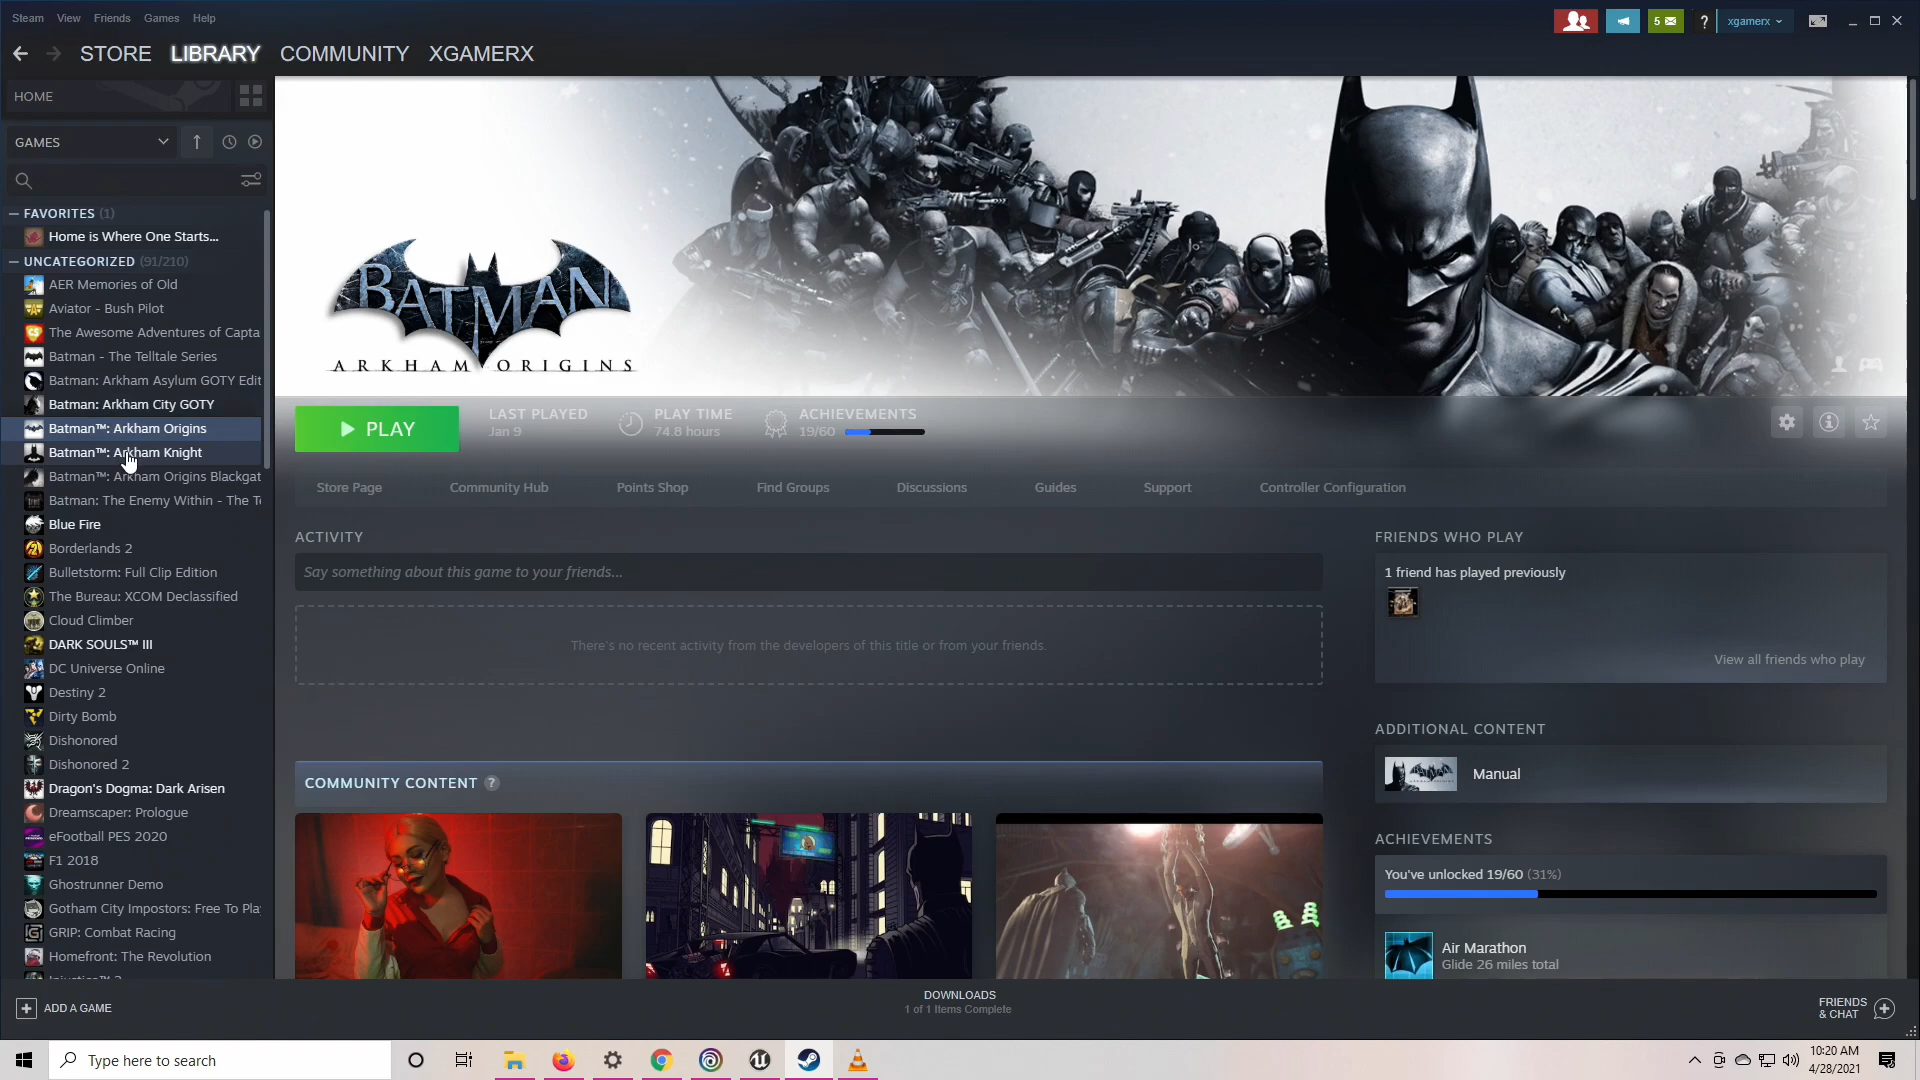 Steam View Friends Games Help
5 ? xgamerx
STORE LIBRARY COMMUNITY XGAMERX
HOME
GAMES
FAVORITES (1)
Home is Where One Starts...
UNCATEGORIZED (91/210)
AER Memories of Old
Aviator - Bush Pilot
The Awesome Adventures of Capta
Batman - The Telltale Series
Batman: Arkham Asylum GOTY Edit
Batman: Arkham City GOTY
Batman™: Arkham Origins
Batman™: Arkham Knight
Batman™: Arkham Origins Blackgat
Batman: The Enemy Within - The Te
Blue Fire
Borderlands 2
Bulletstorm: Full Clip Edition
The Bureau: XCOM Declassified
Cloud Climber
DARK SOULS™ III
DC Universe Online
Destiny 2
Dirty Bomb
Dishonored
Dishonored 2
Dragon's Dogma: Dark Arisen
Dreamscaper: Prologue
eFootball PES 2020
F1 2018
Ghostrunner Demo
Gotham City Impostors: Free To Pla
GRIP: Combat Racing
Homefront: The Revolution
BATMAN
ARKHAM ORIGINS
PLAY
LAST PLAYED
Jan 9
PLAY TIME
74.8 hours
ACHIEVEMENTS
19/60
Store Page Community Hub Points Shop Find Groups Discussions Guides Support Controller Configuration
ACTIVITY
Say something about this game to your friends...
There's no recent activity from the developers of this title or from your friends.
COMMUNITY CONTENT ?
FRIENDS WHO PLAY
1 friend has played previously
View all friends who play
ADDITIONAL CONTENT
Manual
ACHIEVEMENTS
You've unlocked 19/60 (31%)
Air Marathon
Glide 26 miles total
ADD A GAME
DOWNLOADS
1 of 1 Items Complete
FRIENDS
& CHAT
Type here to search
10:20 AM
4/28/2021